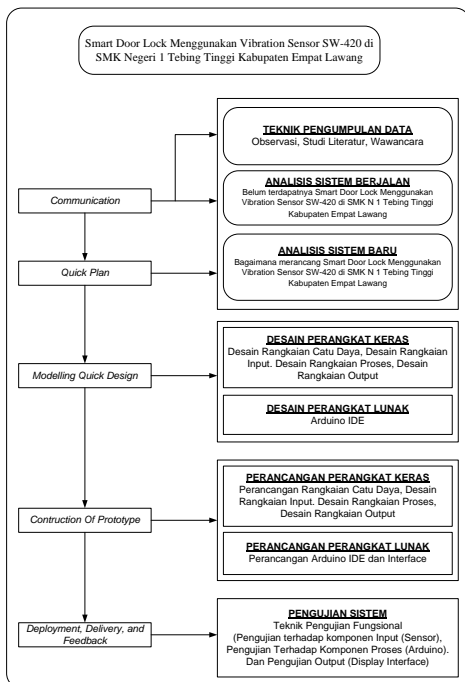 Smart Door Lock Menggunakan Vibration Sensor SW-420 di
SMK Negeri 1 Tebing Tinggi Kabupaten Empat Lawang
TEKNIK PENGUMPULAN DATA
Observasi, Studi Literatur, Wawancara
Communication
ANALISIS SISTEM BERJALAN
Belum terdapatnya Smart Door Lock Menggunakan
Vibration Sensor SW-420 di SMK N 1 Tebing Tinggi
Kabupaten Empat Lawang
Quick Plan
ANALISIS SISTEM BARU
Bagaimana merancang Smart Door Lock Menggunakan
Vibration Sensor SW-420 di SMK N 1 Tebing Tinggi
Kabupaten Empat Lawang
Modelling Quick Design
DESAIN PERANGKAT KERAS
Desain Rangkaian Catu Daya, Desain Rangkaian
Input. Desain Rangkaian Proses, Desain
Rangkaian Output
DESAIN PERANGKAT LUNAK
Arduino IDE
Contruction Of Prototype
PERANCANGAN PERANGKAT KERAS
Perancangan Rangkaian Catu Daya, Desain
Rangkaian Input. Desain Rangkaian Proses,
Desain Rangkaian Output
PERANCANGAN PERANGKAT LUNAK
Perancangan Arduino IDE dan Interface
Deployment, Delivery, and
Feedback
PENGUJIAN SISTEM
Teknik Pengujian Fungsional
(Pengujian terhadap komponen Input (Sensor),
Pengujian Terhadap Komponen Proses (Arduino).
Dan Pengujian Output (Display Interface)